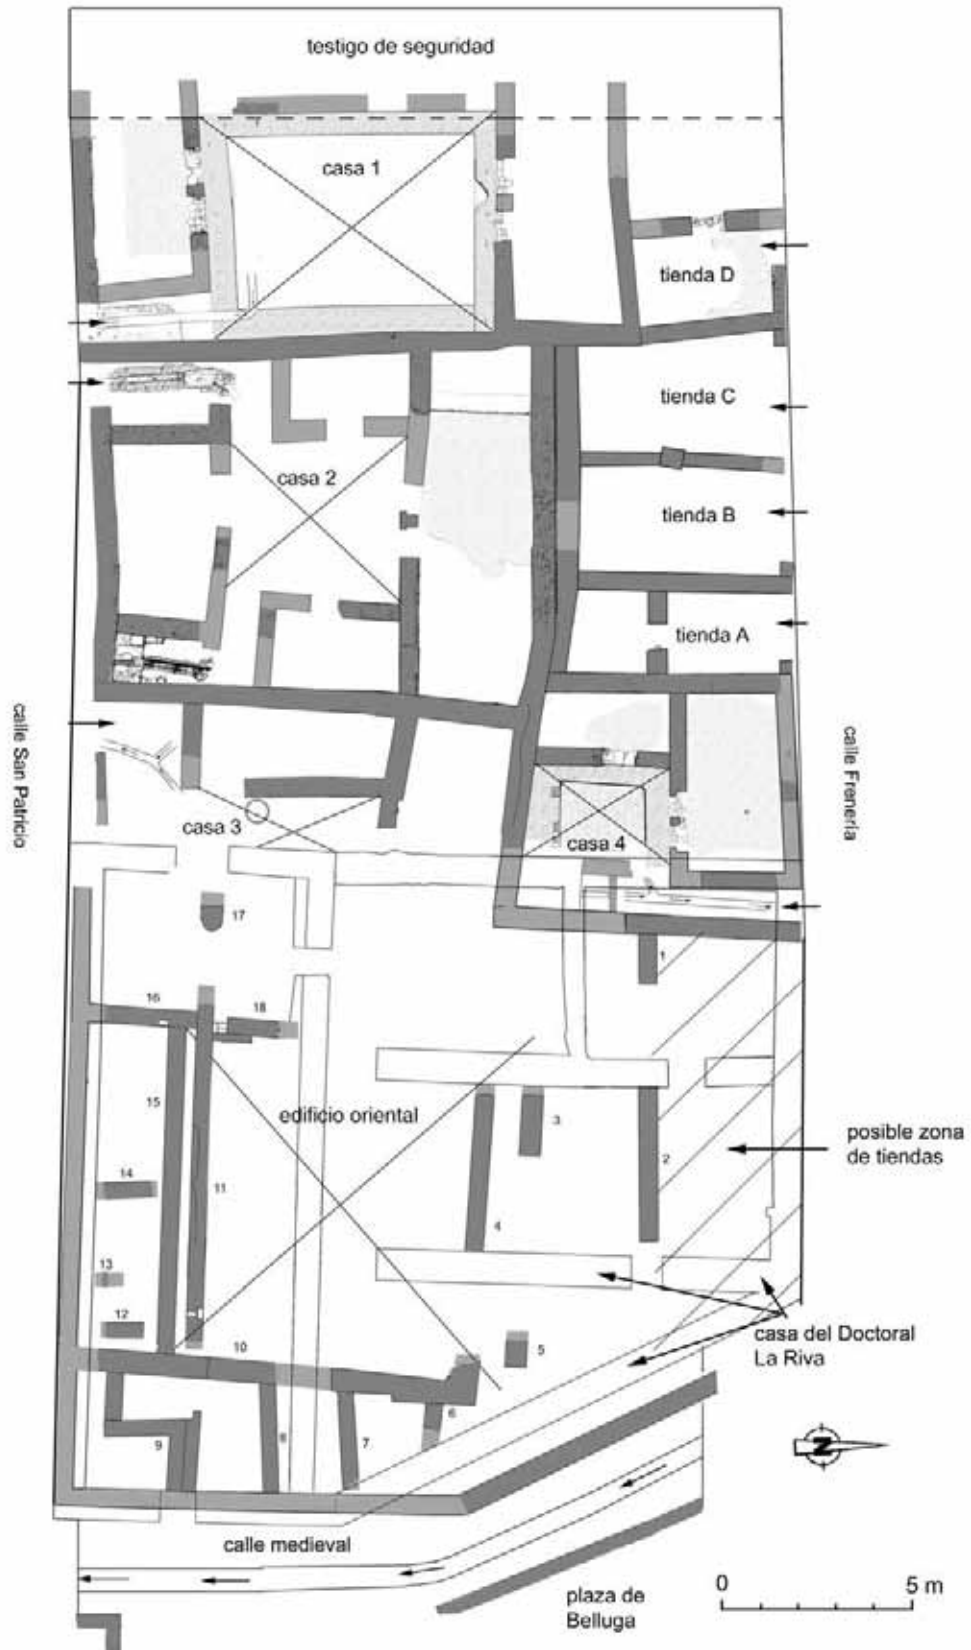 testigo de seguridad
casa 1
tienda D
tienda C
casa 2
tienda B
tienda A
calle San Patricio
calle Frenería
casa 3
casa 4
17
1
16
18
15
edificio oriental
3
posible zona
de tiendas
2
14
11
4
13
12
casa del Doctoral
La Riva
10
5
6
9
8
7
N
calle medieval
plaza de
Belluga
0
5 m